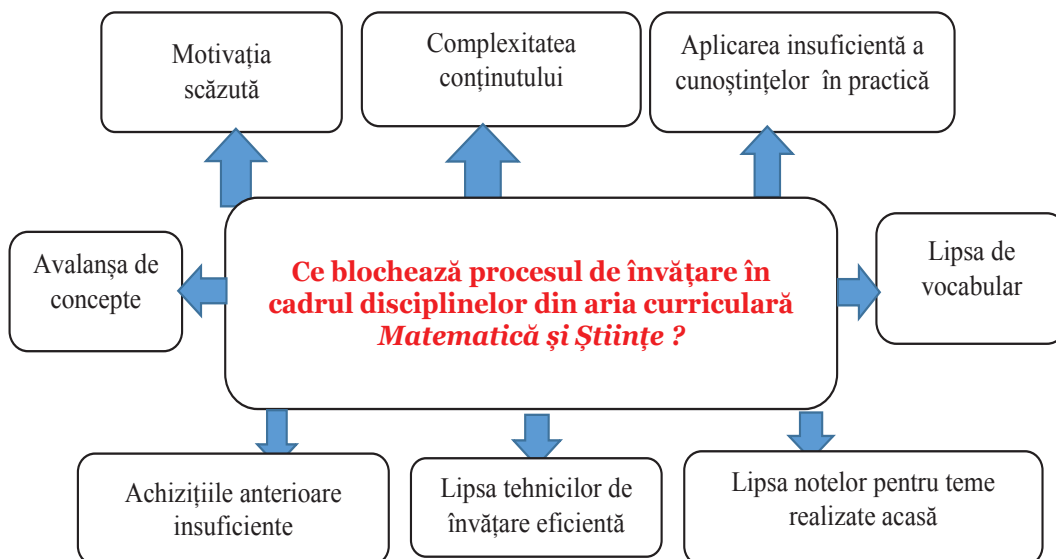 Motivația
scăzută
Complexitatea
conținutului
Aplicarea insuficientă a
cunoștințelor în practică
Avalanșa de
concepte
Ce blochează procesul de învățare în
cadrul disciplinelor din aria curriculară
Matematică și Științe ?
Lipsa de
vocabular
Achizițiile anterioare
insuficiente
Lipsa tehnicilor de
învățare eficientă
Lipsa notelor pentru teme
realizate acasă